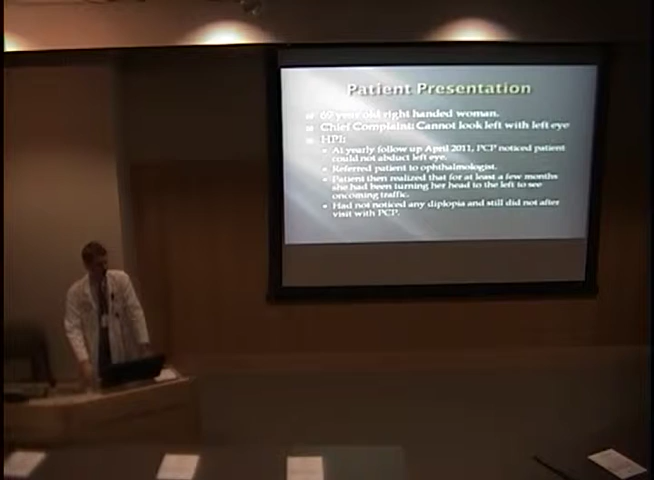 Patient Presentation
67 year old right handed woman.
Chief Complaint: Cannot look left with left eye
HPI:
At yearly follow up April 2011, PCP noticed patient
could not abduct left eye.
Referred patient to ophthalmologist.
Patient then realized that for at least a few months
she had been turning her head to the left to see
oncoming traffic.
Had not noticed any diplopia and still did not after
visit with PCP.